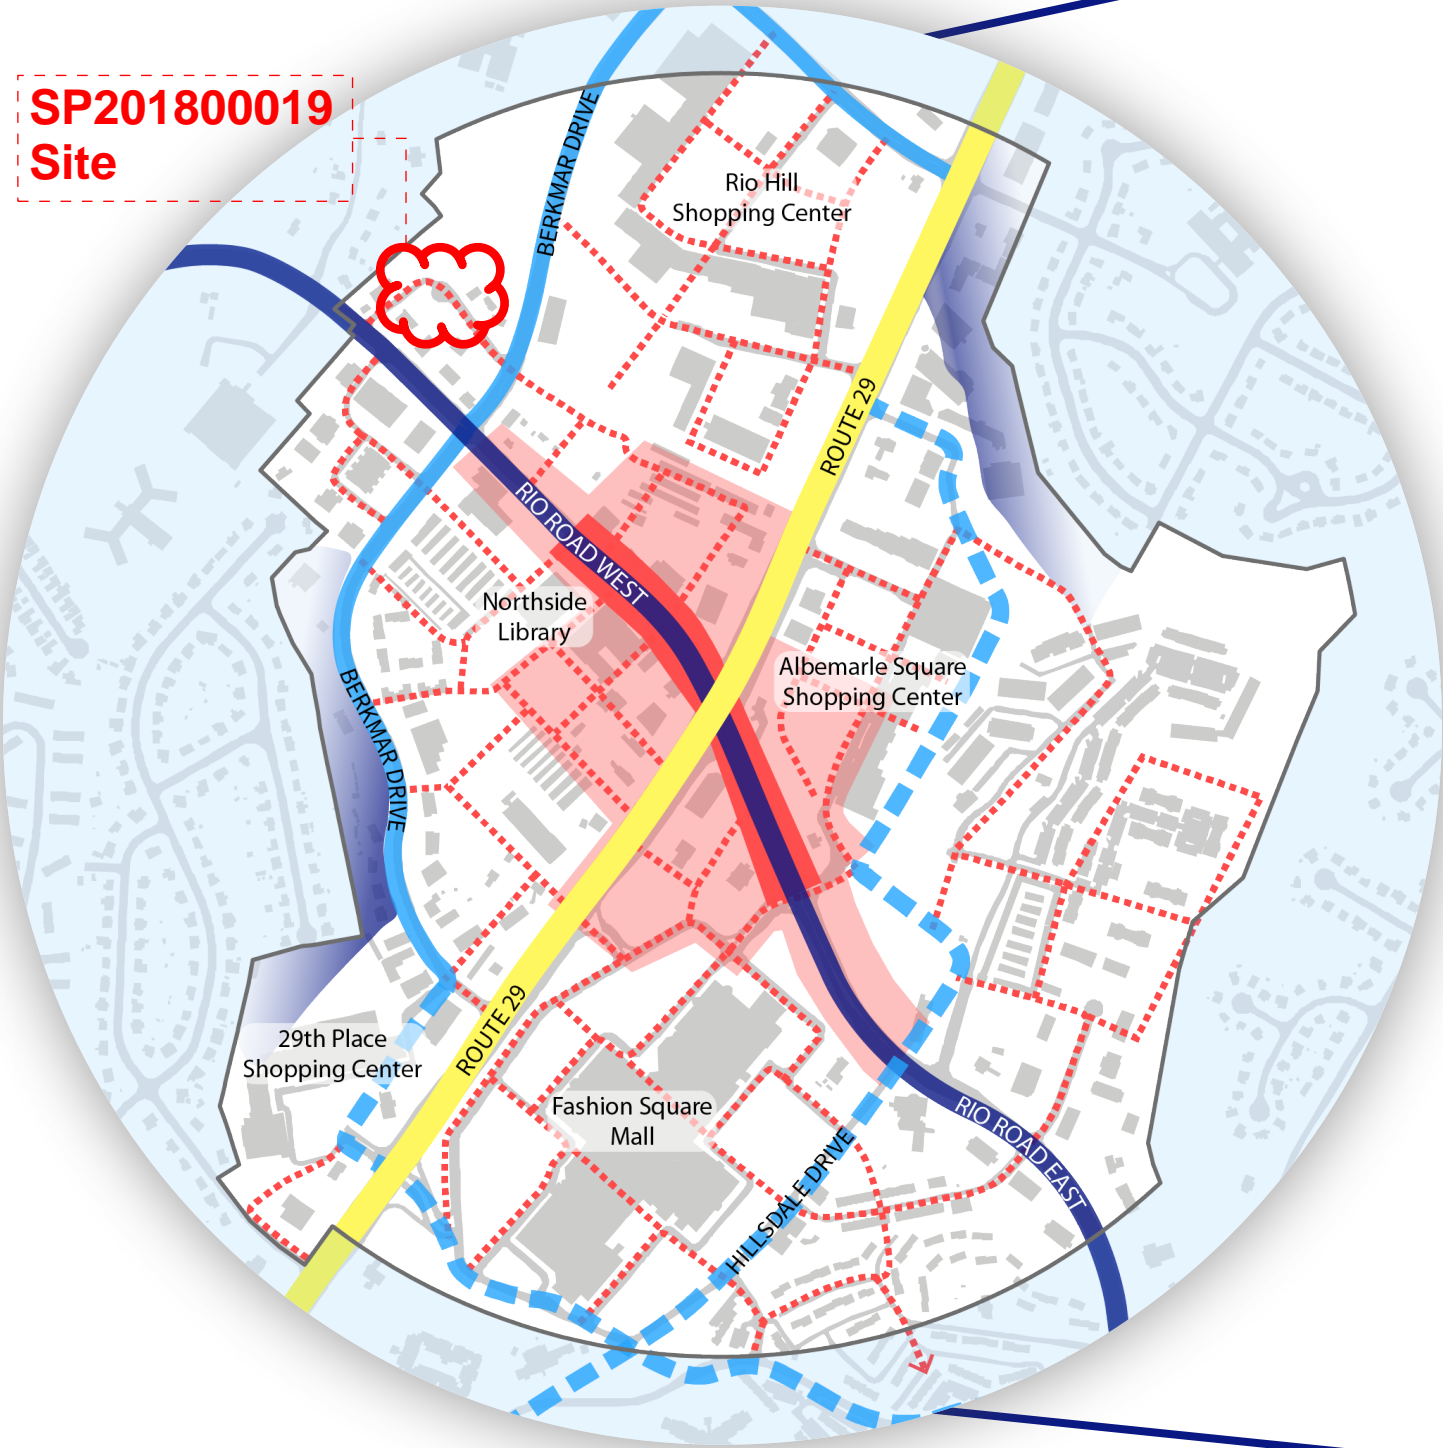 SP201800019
Site
BERKMAR DRIVE
Rio Hill
Shopping Center
ROUTE 29
RIO ROAD WEST
Northside
Library
Albemarle Square
Shopping Center
BERKMAR DRIVE
29th Place
Shopping Center
ROUTE 29
Fashion Square
Mall
HILLSDALE DRIVE
RIO ROAD EAST